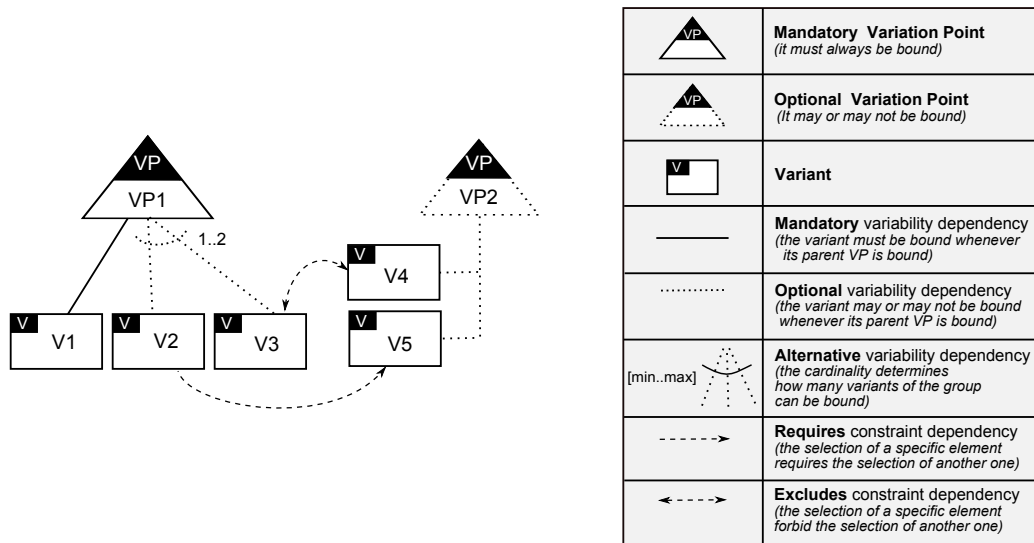 VP
VP1
1..2
V
V1
V
V2
V
V3
VP
VP2
V
V4
V
V5
VP
Mandatory Variation Point
(it must always be bound)
VP
Optional Variation Point
(It may or may not be bound)
V
Variant
Mandatory variability dependency
(the variant must be bound whenever
its parent VP is bound)
Optional variability dependency
(the variant may or may not be bound
whenever its parent VP is bound)
[min..max]
Alternative variability dependency
(the cardinality determines
how many variants of the group
can be bound)
Requires constraint dependency
(the selection of a specific element
requires the selection of another one)
Excludes constraint dependency
(the selection of a specific element
forbid the selection of another one)